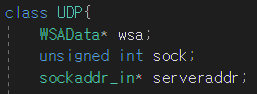 class UDP{
WSAData* wsa;
unsigned int sock;
sockaddr_in* serveraddr;